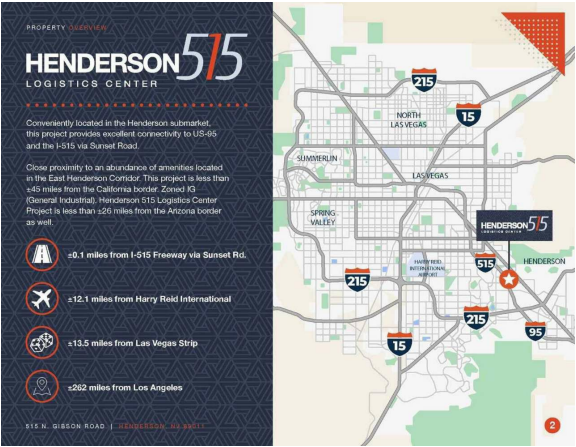 PROPERTY OVERVIEW
HENDERSON 515
LOGISTICS CENTER
Conveniently located in the Henderson submarket,
this project provides excellent connectivity to US-95
and the I-515 via Sunset Road.
Close proximity to an abundance of amenities located
in the East Henderson Corridor. This project is less than
±45 miles from the California border. Zoned IG
(General Industrial). Henderson 515 Logistics Center
Project is less than ±26 miles from the Arizona border
as well.
±0.1 miles from I-515 Freeway via Sunset Rd.
±12.1 miles from Harry Reid International
±13.5 miles from Las Vegas Strip
±262 miles from Los Angeles
515 N. GIBSON ROAD | HENDERSON, NV 89011
215
15
NORTH
LAS VEGAS
SUMMERLIN
LAS VEGAS
SPRING
VALLEY
HENDERSON 515
LOGISTICS CENTER
HARRY REID
INTERNATIONAL
AIRPORT
515
HENDERSON
215
215
95
15
2